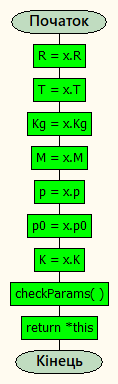 Початок
R = x.R
T = x.T
Kg = x.Kg
M = x.M
p = x.p
p0 = x.p0
K = x.K
checkParams( )
return *this
Кінець